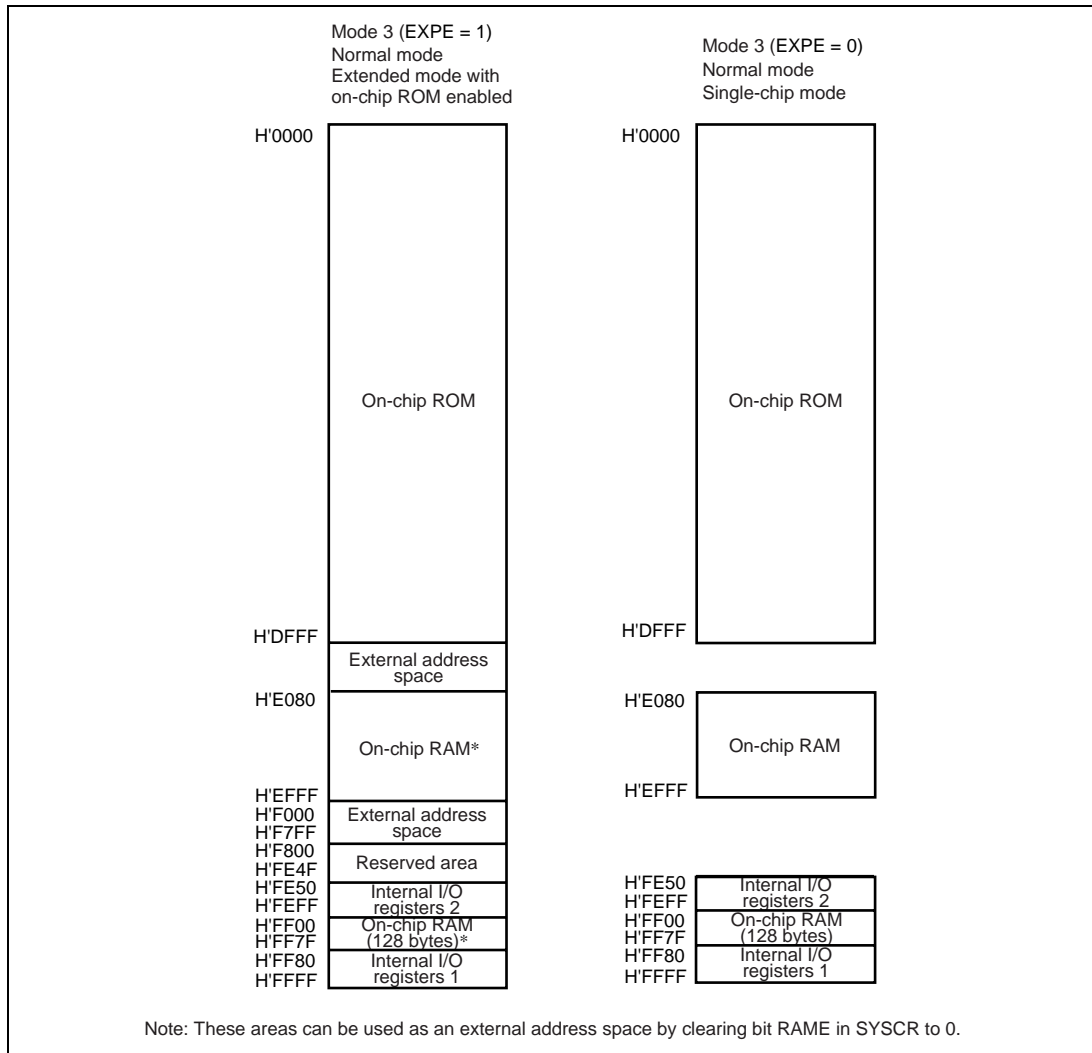 Mode 3 (EXPE = 1)
Normal mode
Extended mode with
on-chip ROM enabled
H'0000
On-chip ROM
H'DFFF
External address
space
H'E080
On-chip RAM*
H'EFFF
H'F000
External address
space
H'F7FF
H'F800
Reserved area
H'FE4F
H'FE50
Internal I/O
registers 2
H'FEFF
H'FF00
On-chip RAM
(128 bytes)*
H'FF7F
H'FF80
Internal I/O
registers 1
H'FFFF
Mode 3 (EXPE = 0)
Normal mode
Single-chip mode
H'0000
On-chip ROM
H'DFFF
H'E080
On-chip RAM
H'EFFF
H'FE50
Internal I/O
registers 2
H'FEFF
H'FF00
On-chip RAM
(128 bytes)
H'FF7F
H'FF80
Internal I/O
registers 1
H'FFFF
Note: These areas can be used as an external address space by clearing bit RAME in SYSCR to 0.